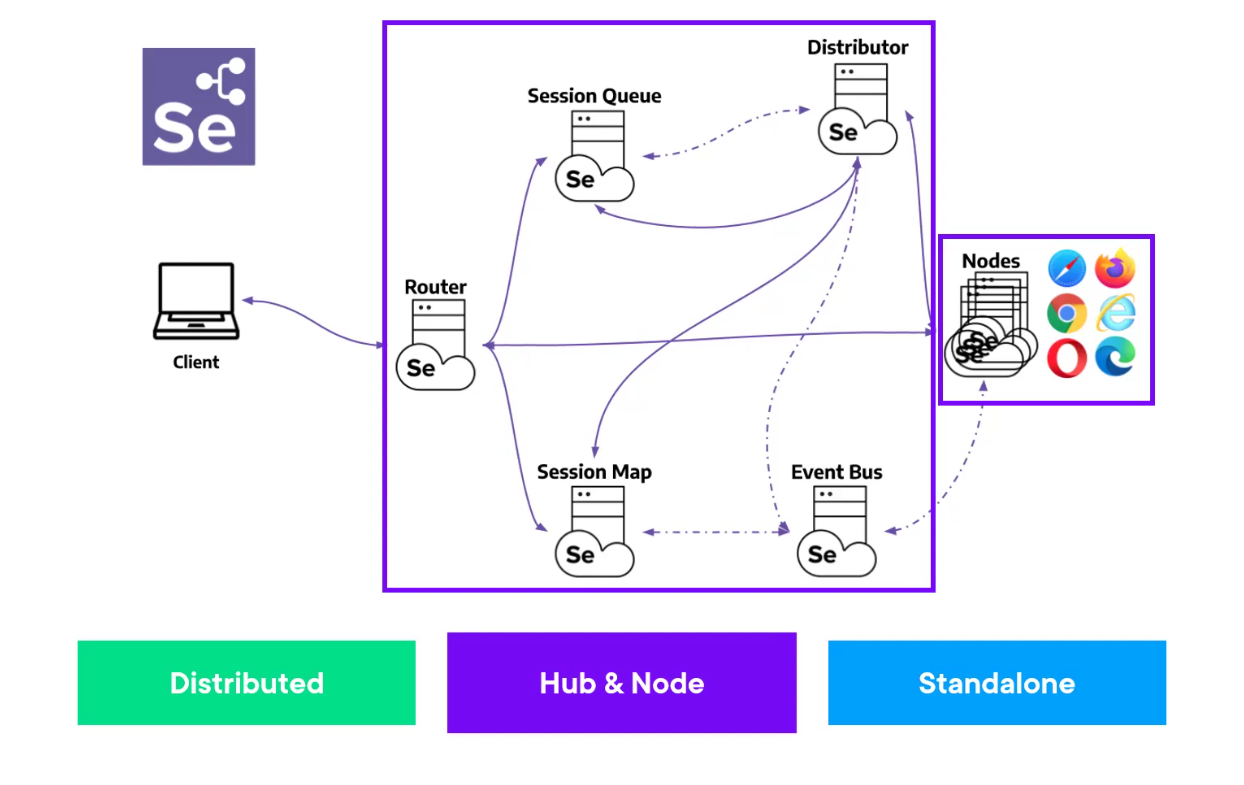 Distributor
Session Queue
Se
Se
Se
Nodes
Router
Se
Se
Se
Client
Session Map
Event Bus
Se
Se
Distributed
Hub & Node
Standalone